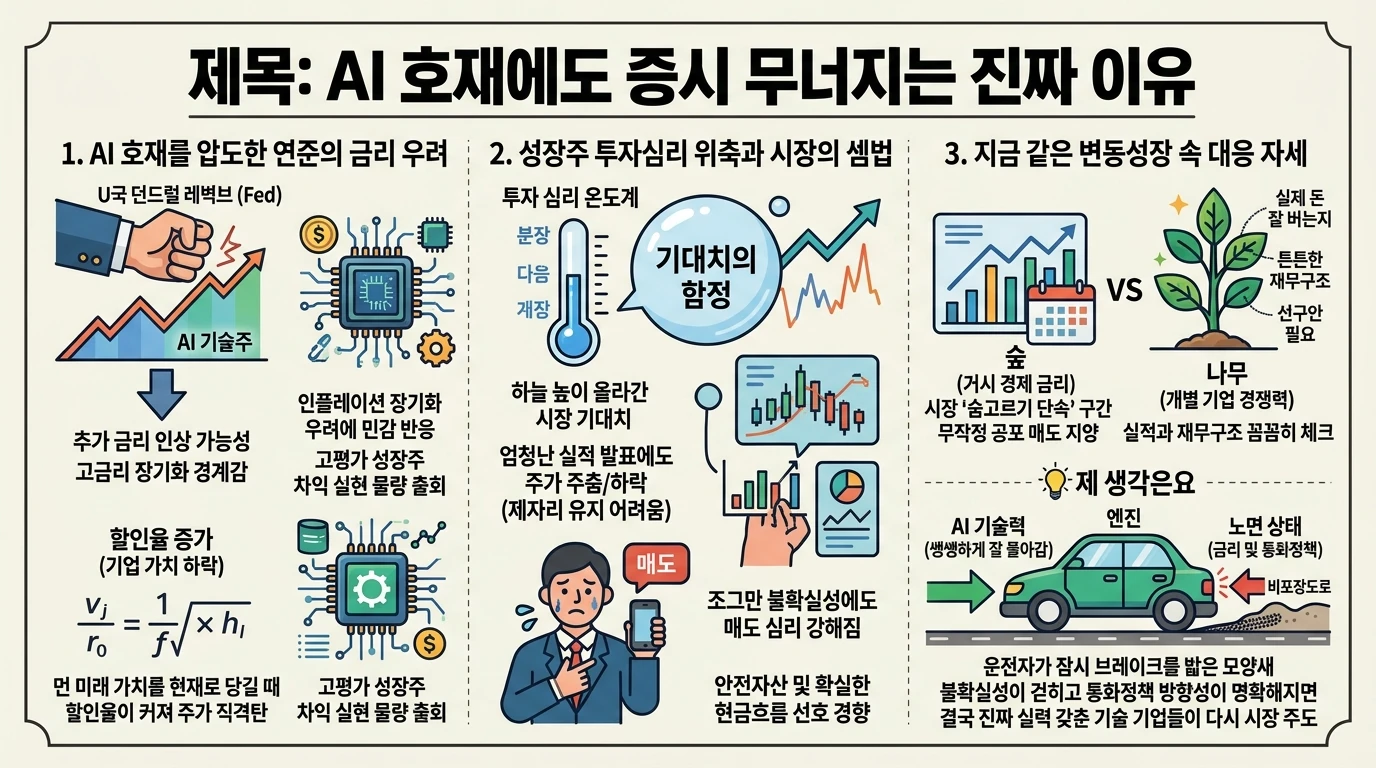 제목: AI 호재에도 증시 무너지는 진짜 이유
1. AI 호재를 압도한 연준의 금리 우려
U국 던드럴 레벽브 (Fed)
$
AI 기술주
추가 금리 인상 가능성
고금리 장기화 경계감
인플레이션 장기화
우려에 민감 반응
고평가 성장주
차익 실현 물량 출회
할인율 증가
(기업 가치 하락)
v_j / r_0 = 1 / f √ × h_l
먼 미래 가치를 현재로 당길 때
할인율이 커져 주가 직격탄
$
고평가 성장주
차익 실현 물량 출회
2. 성장주 투자심리 위축과 시장의 셈법
투자 심리 온도계
분장
다음
개장
기대치의
함정
하늘 높이 올라간
시장 기대치
엄청난 실적 발표에도
주가 주춤/하락
(제자리 유지 어려움)
매도
조그만 불확실성에도
매도 심리 강해짐
안전자산 및 확실한
현금흐름 선호 경향
3. 지금 같은 변동성장 속 대응 자세
VS
실제 돈
잘 버는지
튼튼한
재무구조
선구안
필요
숲
(거시 경제 금리)
시장 ‘숨고르기 단속’ 구간
무작정 공포 매도 지양
나무
(개별 기업 경쟁력)
실적과 재무구조 꼼꼼히 체크
제 생각은요
AI 기술력
(쌩쌩하게 잘 돌아감)
엔진
노면 상태
(금리 및 통화정책)
비포장도로
운전자가 잠시 브레이크를 밟은 모양새
불확실성이 걷히고 통화정책 방향성이 명확해지면
결국 진짜 실력 갖춘 기술 기업들이 다시 시장 주도